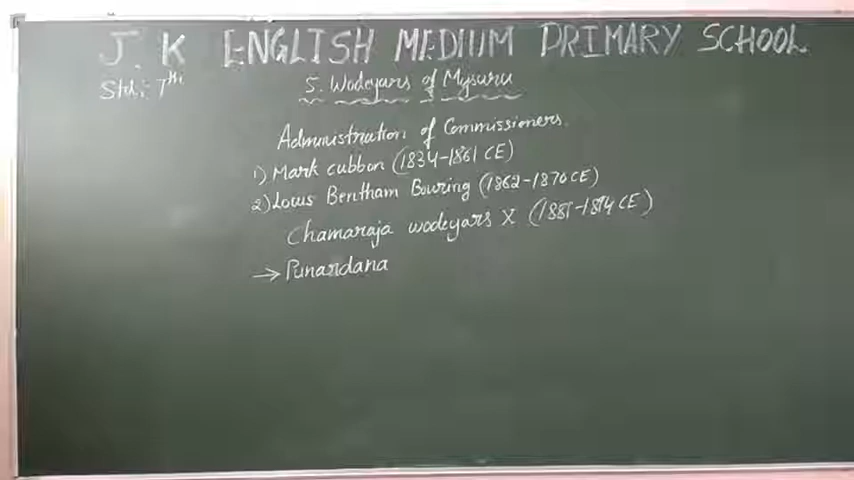 J. K ENGLISH MEDIUM PRIMARY SCHOOL
Std: 7th
5. Wodeyars of Mysuru
Administration of Commissioners.
1) Mark cubbon (1834-1861 CE)
2) Lewis Bentham Bowring (1862-1870 CE)
Chamaraja wodeyars X (1881-1894 CE)
→ Punardana